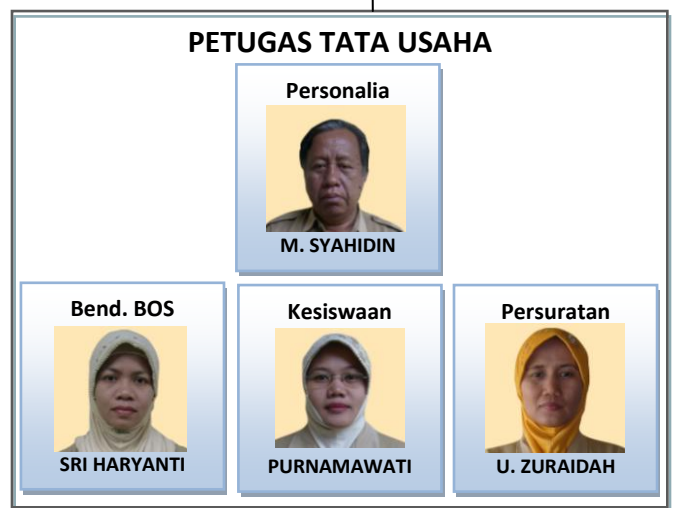 PETUGAS TATA USAHA
Personalia
M. SYAHIDIN
Bend. BOS
SRI HARYANTI
Kesiswaan
PURNAMAWATI
Persuratan
U. ZURAIDAH